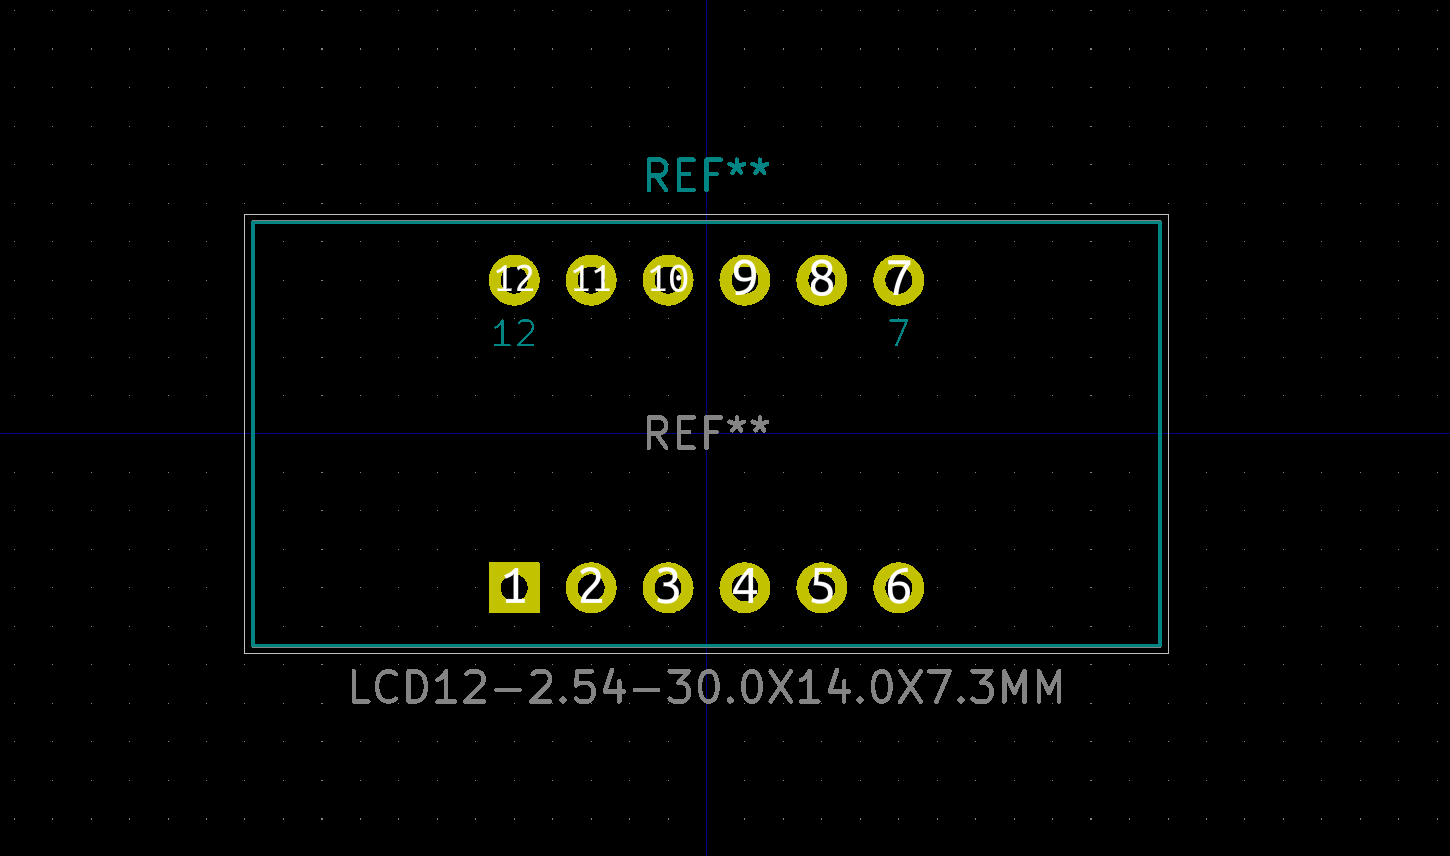 REF**
12 11 10 9 8 7
12 7
REF**
1 2 3 4 5 6
LCD12-2.54-30.0X14.0X7.3MM